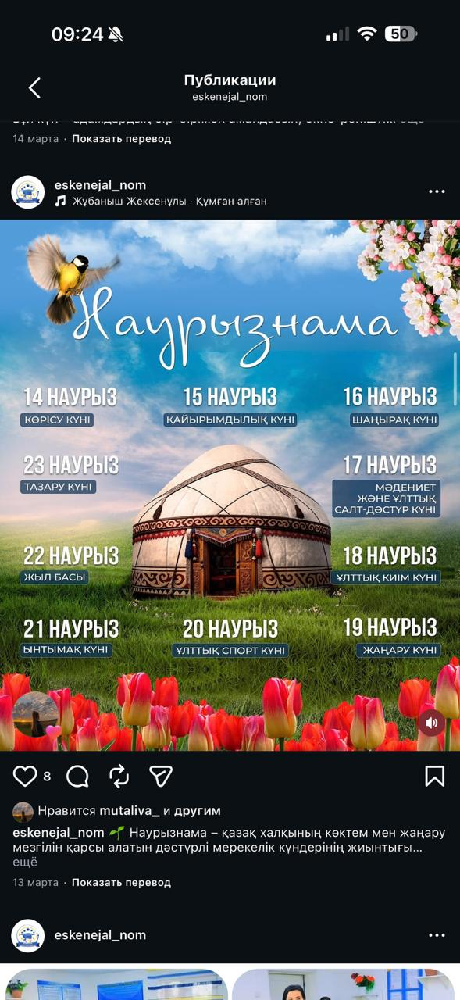 09:24
50
Публикации
eskenejal_nom
14 марта · Показать перевод
eskenejal_nom
Жұбаныш Жексенұлы · Құмған алған
Наурызнама
14 НАУРЫЗ
КӨРІСУ КҮНІ
15 НАУРЫЗ
ҚАЙЫРЫМДЫЛЫҚ КҮНІ
16 НАУРЫЗ
ШАҢЫРАҚ КҮНІ
23 НАУРЫЗ
ТАЗАРУ КҮНІ
17 НАУРЫЗ
МӘДЕНИЕТ
ЖӘНЕ ҰЛТТЫҚ
САЛТ-ДӘСТҮР КҮНІ
22 НАУРЫЗ
ЖЫЛ БАСЫ
18 НАУРЫЗ
ҰЛТТЫҚ КИІМ КҮНІ
21 НАУРЫЗ
ЫНТЫМАҚ КҮНІ
20 НАУРЫЗ
ҰЛТТЫҚ СПОРТ КҮНІ
19 НАУРЫЗ
ЖАҢАРУ КҮНІ
8
Нравится mutaliva_ и другим
eskenejal_nom 🌱 Наурызнама – қазақ халқының көктем мен жаңару
мезгілін қарсы алатын дәстүрлі мерекелік күндерінің жиынтығы...
ещё
13 марта · Показать перевод
eskenejal_nom